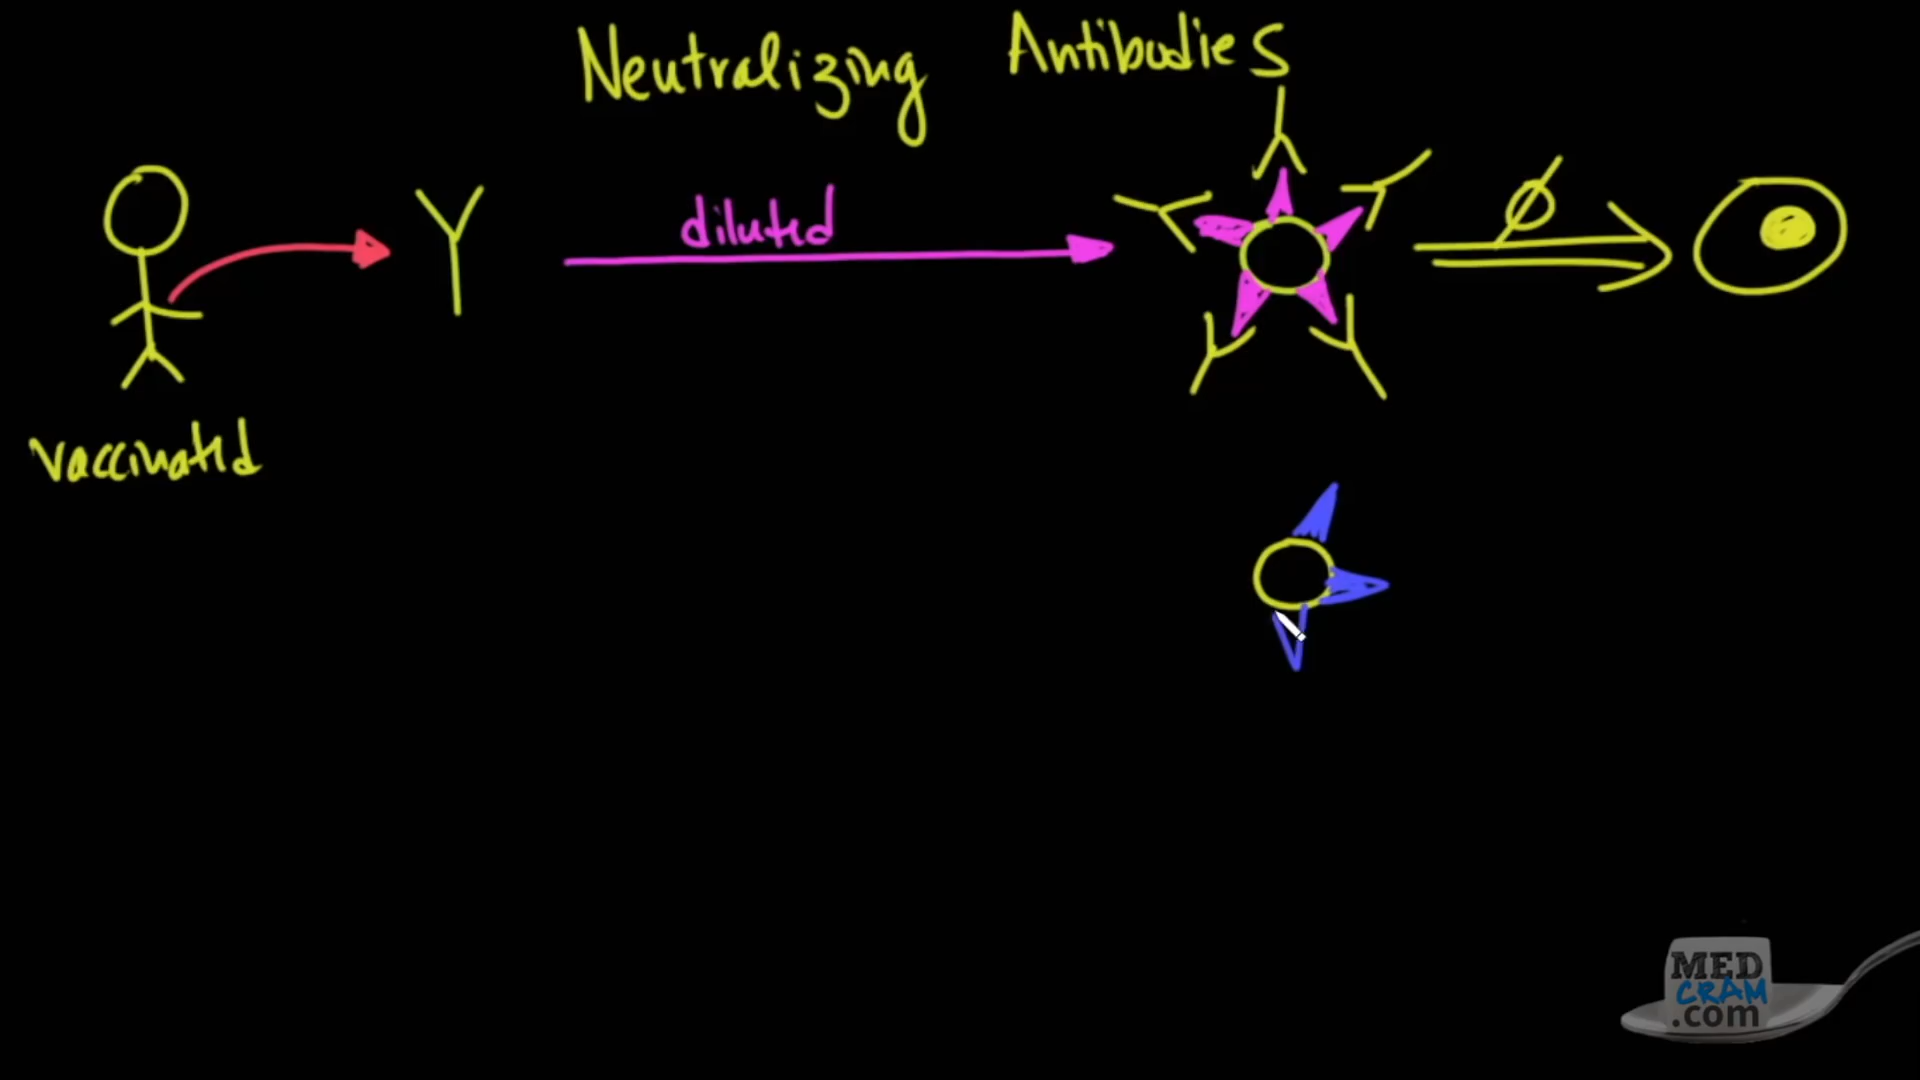 Neutralizing Antibodies
diluted
Ø
vaccinated
MED
CRAM
.com